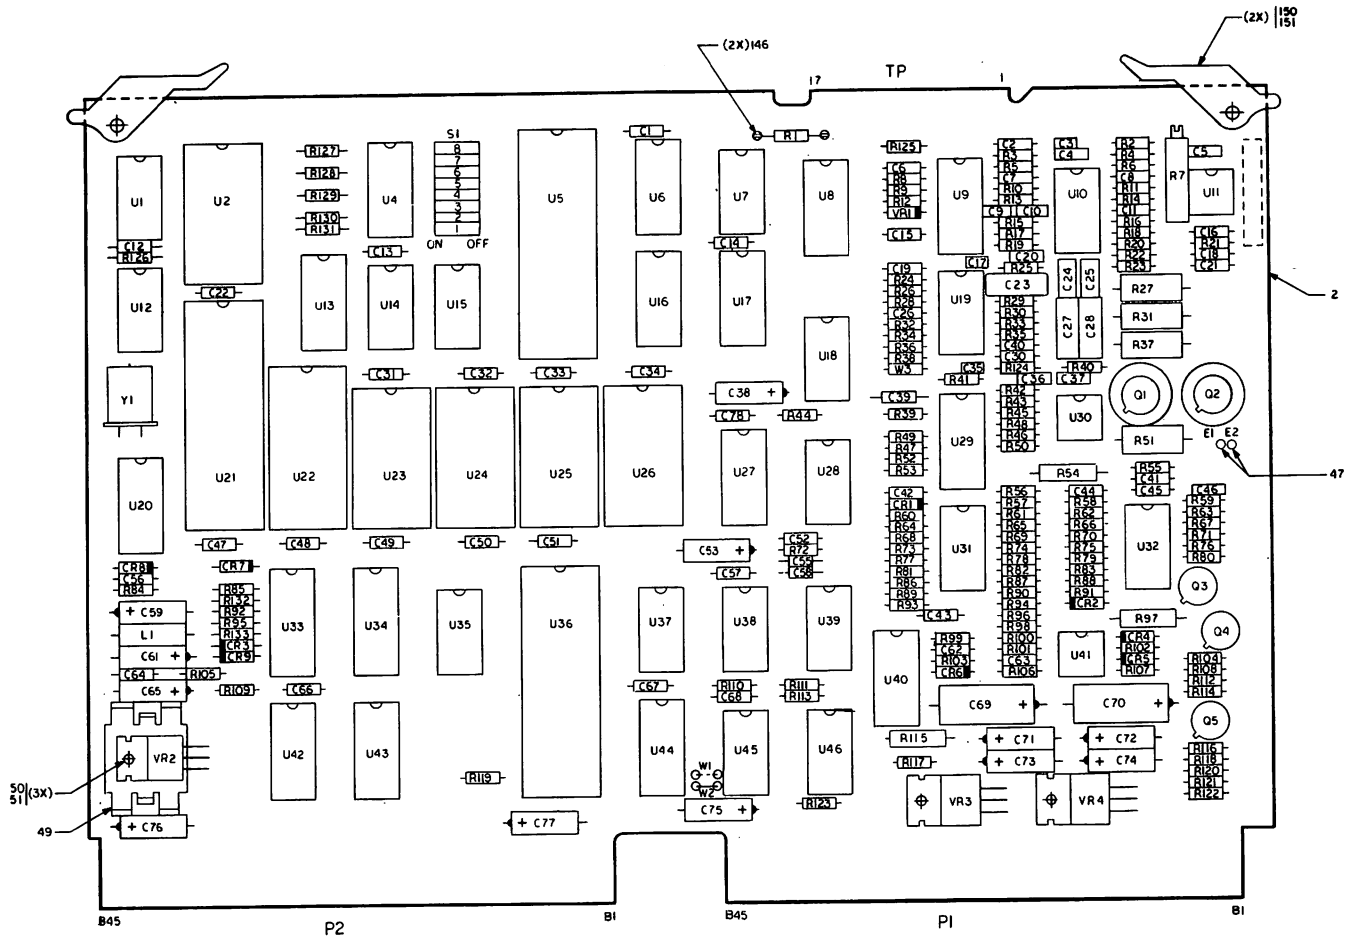 (2X) 150
151
(2X)146
TP
17
1
S1
8
7
6
5
4
3
2
1
ON OFF
U1
U2
R127
R128
R129
R130
R131
U4
C13
U5
C1
U6
U7
C14
R1
U8
R125
C6
R8
R9
R12
VR1
C15
U9
C2
R3
R5
C7
R10
R13
C9
C10
R15
R17
R19
C17
C20
R25
C3
C4
U10
R2
R4
R6
C8
R11
R14
C11
R16
R18
R20
R22
R23
R7
C5
U11
C16
R21
C18
C21
2
C12
R126
U12
C22
U13
U14
U15
U16
U17
U18
C19
R24
R26
R28
C26
R32
R34
R36
R38
W3
U19
C23
R29
R30
R33
R35
C40
C30
R124
C24
C25
C27
C28
R27
R31
R37
C35
R41
C36
C37
R40
Y1
C31
C32
C33
C34
C38 +
C78
R44
C39
R39
R42
R43
R45
R48
R46
R50
U30
Q1
Q2
E1 E2
47
R51
U20
U21
U22
U23
U24
U25
U26
U27
U28
R49
R47
R52
R53
U29
R54
R55
C41
C45
C46
R59
R63
R67
R71
R76
R80
C47
C48
C49
C50
C51
C53 +
C57
C52
R72
C55
C58
C42
CR1
R60
R64
R68
R73
R77
R81
R86
R89
R93
C43
U31
R56
R57
R61
R65
R69
R74
R78
R82
R87
R90
R94
R96
R98
R100
R101
C63
R106
C44
R58
R62
R66
R70
R75
R79
R83
R88
R91
CR2
U32
Q3
Q4
CR8
C56
R84
+ C59
L1
C61 +
C64
R105
C65 +
CR7
R85
R132
R92
R95
R133
CR3
CR9
R109
C66
U33
U34
U35
U36
U37
U38
U39
C67
R110
C68
R111
R113
U40
R99
C62
R103
CR6
U41
R97
CR4
R102
CR5
R107
R104
R108
R112
R114
Q5
C69 +
C70 +
VR2
50
51 (3X)
49
+ C76
U42
U43
R119
+ C77
U44
U45
U46
W1
W2
C75 +
R123
R115
R117
+ C71
+ C73
+ C72
+ C74
VR3
VR4
R116
R118
R120
R121
R122
B45
P2
B1
B45
P1
B1